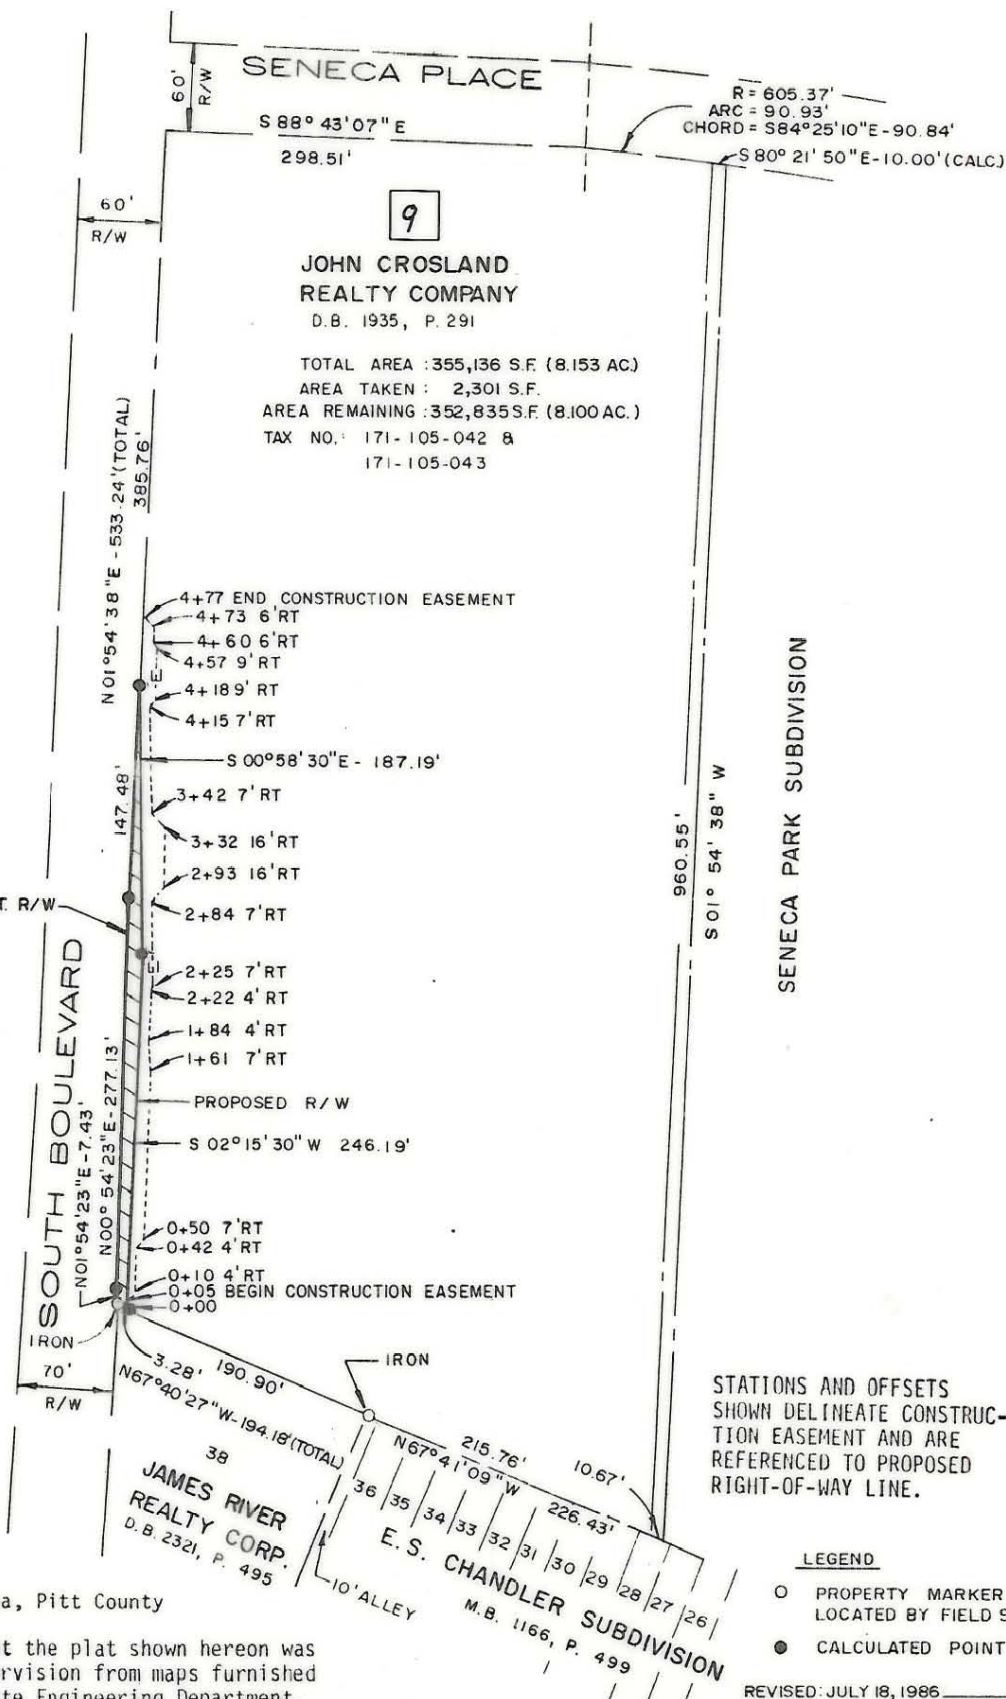 SENECA PLACE
60'
R/W
R = 605.37'
ARC = 90.93'
CHORD = S84°25'10"E-90.84'
S 88° 43'07" E
298.51'
S 80° 21' 50"E-10.00' (CALC.)
60'
R/W
9
JOHN CROSLAND
REALTY COMPANY
D.B. 1935, P. 291
TOTAL AREA : 355,136 S.F. (8.153 AC.)
AREA TAKEN : 2,301 S.F.
AREA REMAINING : 352,835 S.F. (8.100 AC.)
TAX NO.: 171-105-042 &
171-105-043
N01°54'38"E - 533.24'(TOTAL)
385.76'
4+77 END CONSTRUCTION EASEMENT
4+73 6'RT
4+60 6'RT
4+57 9'RT
E
4+18 9' RT
4+15 7'RT
S 00°58'30"E - 187.19'
147.48'
3+42 7'RT
3+32 16'RT
2+93 16'RT
2+84 7'RT
T. R/W
E
2+25 7'RT
2+22 4'RT
1+84 4'RT
1+61 7'RT
PROPOSED R/W
S 02°15'30" W 246.19'
SOUTH BOULEVARD
N01°54'23"E-7.43'
N00°54'23"E-277.13'
0+50 7'RT
0+42 4'RT
0+10 4'RT
0+05 BEGIN CONSTRUCTION EASEMENT
0+00
IRON
70'
R/W
960.55'
S 01° 54' 38" W
SENECA PARK SUBDIVISION
3.28'
190.90'
IRON
N67°40'27"W-194.18'(TOTAL)
215.76'
N67°41'09"W
10.67'
226.43'
38
JAMES RIVER
REALTY CORP.
D.B. 2321, P. 495
36 35 34 33 32 31 30 29 28 27 26
E. S. CHANDLER SUBDIVISION
M.B. 1166, P. 499
10' ALLEY
STATIONS AND OFFSETS
SHOWN DELINEATE CONSTRUC-
TION EASEMENT AND ARE
REFERENCED TO PROPOSED
RIGHT-OF-WAY LINE.
LEGEND
PROPERTY MARKER
LOCATED BY FIELD S
CALCULATED POINT
REVISED: JULY 18, 1986
a, Pitt County
t the plat shown hereon was
rvision from maps furnished
te Engineering Department